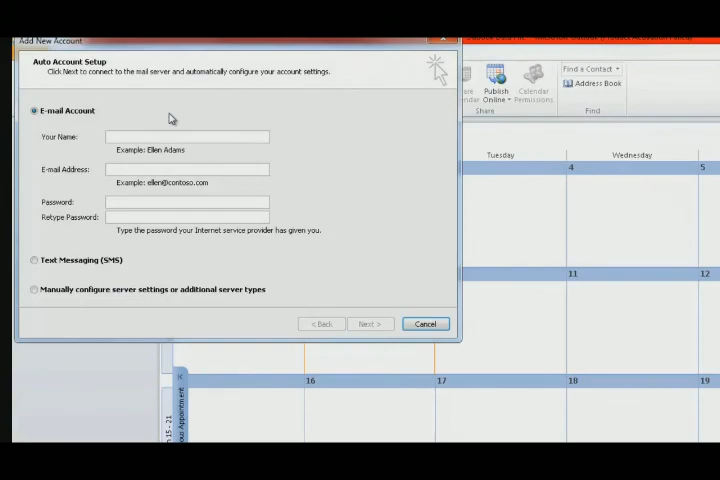 Add New Account
Auto Account Setup
Click Next to connect to the mail server and automatically configure your account settings.
E-mail Account
Your Name:
Example: Ellen Adams
E-mail Address:
Example: ellen@contoso.com
Password:
Retype Password:
Type the password your Internet service provider has given you.
Text Messaging (SMS)
Manually configure server settings or additional server types
< Back
Next >
Cancel
Publish
Online
Calendar
Permissions
Share
Find a Contact
Address Book
Find
Tuesday
Wednesday
4
5
11
12
16
17
18
19
15 - 21
Appointment